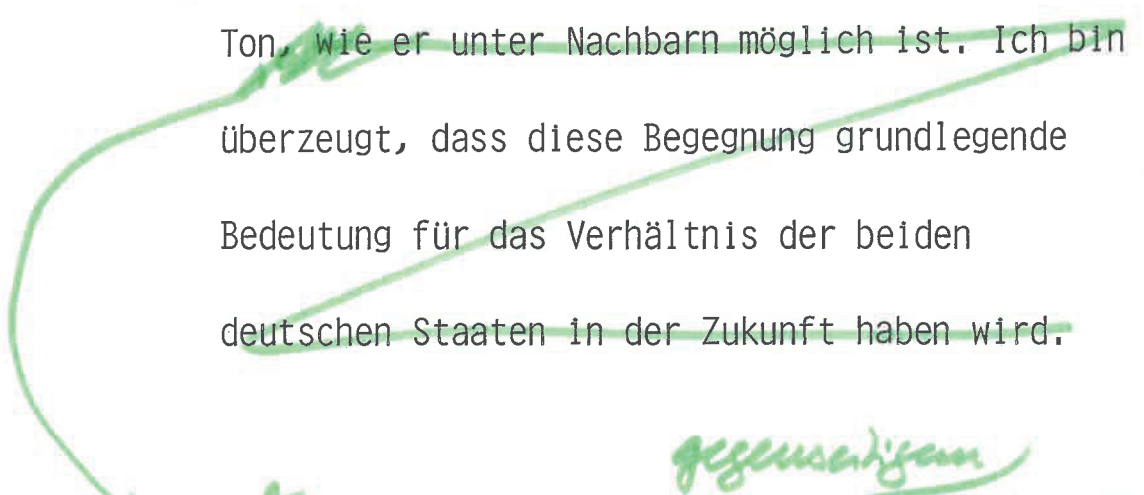 Ton, wie er unter Nachbarn möglich ist. Ich bin
überzeugt, dass diese Begegnung grundlegende
Bedeutung für das Verhältnis der beiden
deutschen Staaten in der Zukunft haben wird.
gegenseitigem